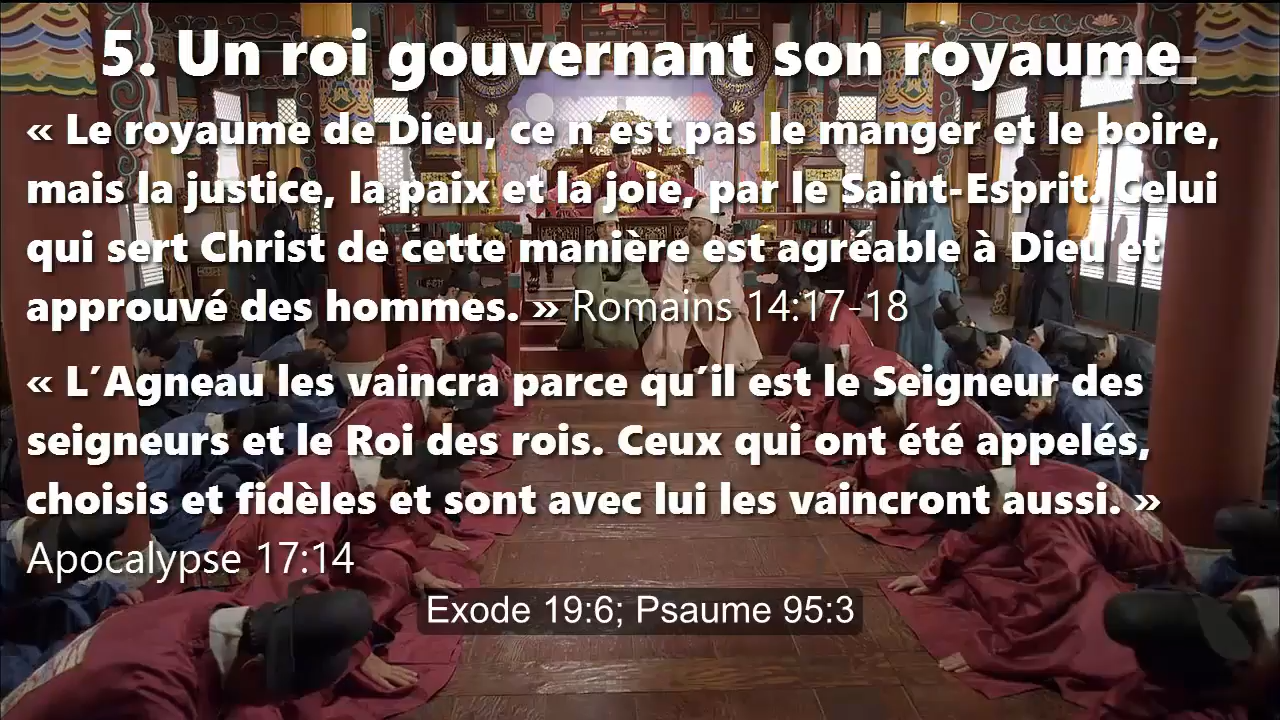 5. Un roi gouvernant son royaume
« Le royaume de Dieu, ce n´est pas le manger et le boire,
mais la justice, la paix et la joie, par le Saint-Esprit. Celui
qui sert Christ de cette manière est agréable à Dieu et
approuvé des hommes. » Romains 14:17-18
« L´Agneau les vaincra parce qu´il est le Seigneur des
seigneurs et le Roi des rois. Ceux qui ont été appelés,
choisis et fidèles et sont avec lui les vaincront aussi. »
Apocalypse 17:14
Exode 19:6; Psaume 95:3